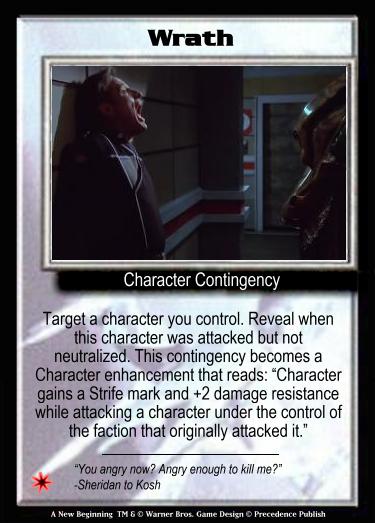 Wrath
Character Contingency
Target a character you control. Reveal when
this character was attacked but not
neutralized. This contingency becomes a
Character enhancement that reads: “Character
gains a Strife mark and +2 damage resistance
while attacking a character under the control of
the faction that originally attacked it.”
“You angry now? Angry enough to kill me?”
-Sheridan to Kosh
A New Beginning TM & © Warner Bros. Game Design © Precedence Publish